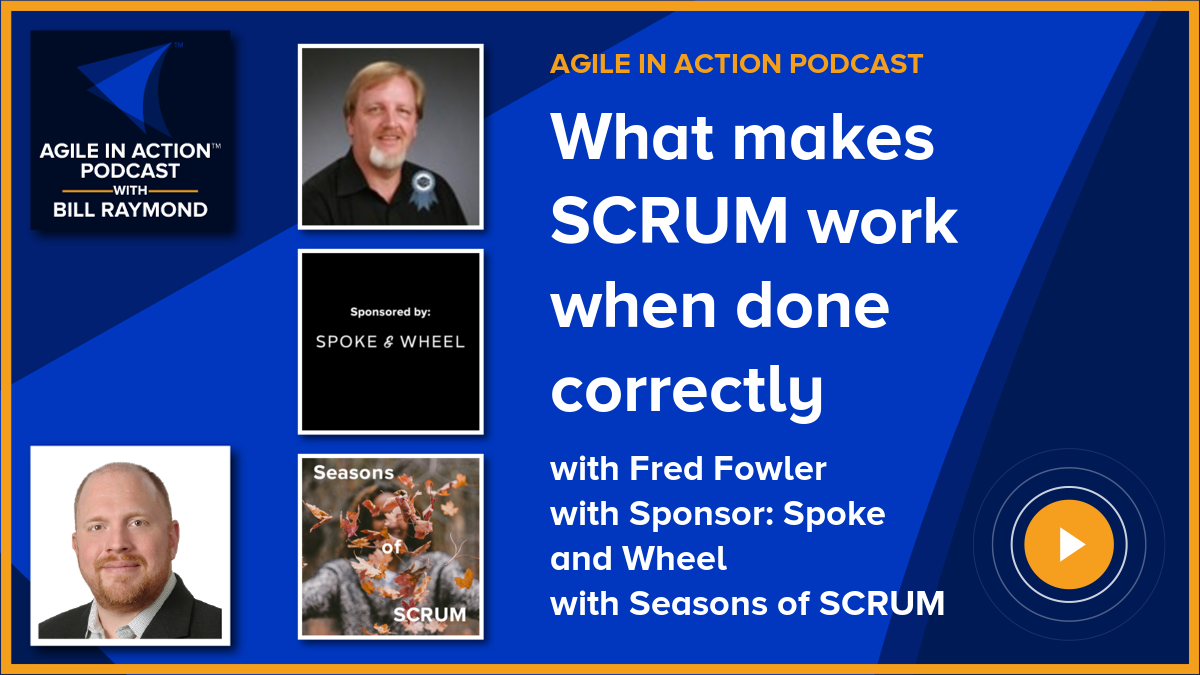 AGILE IN ACTION™
PODCAST
WITH
BILL RAYMOND
Sponsored by:
SPOKE & WHEEL
Seasons
of
SCRUM
AGILE IN ACTION PODCAST
What makes
SCRUM work
when done
correctly
with Fred Fowler
with Sponsor: Spoke
and Wheel
with Seasons of SCRUM